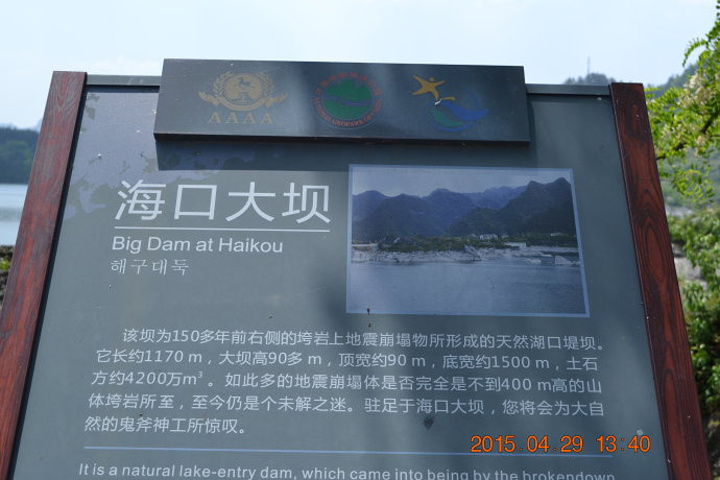 AAAA
海口大坝
Big Dam at Haikou
해구대둑
该坝为150多年前右侧的垮岩上地震崩塌物所形成的天然湖口堤坝。
它长约1170 m，大坝高90多 m，顶宽约90 m，底宽约1500 m，土石
方约4200万m³。如此多的地震崩塌体是否完全是不到400 m高的山
体垮岩所至，至今仍是个未解之迷。驻足于海口大坝，您将会为大自
然的鬼斧神工所惊叹。
2015.04.29 13:40
It is a natural lake-entry dam, which came into being by the brokendown